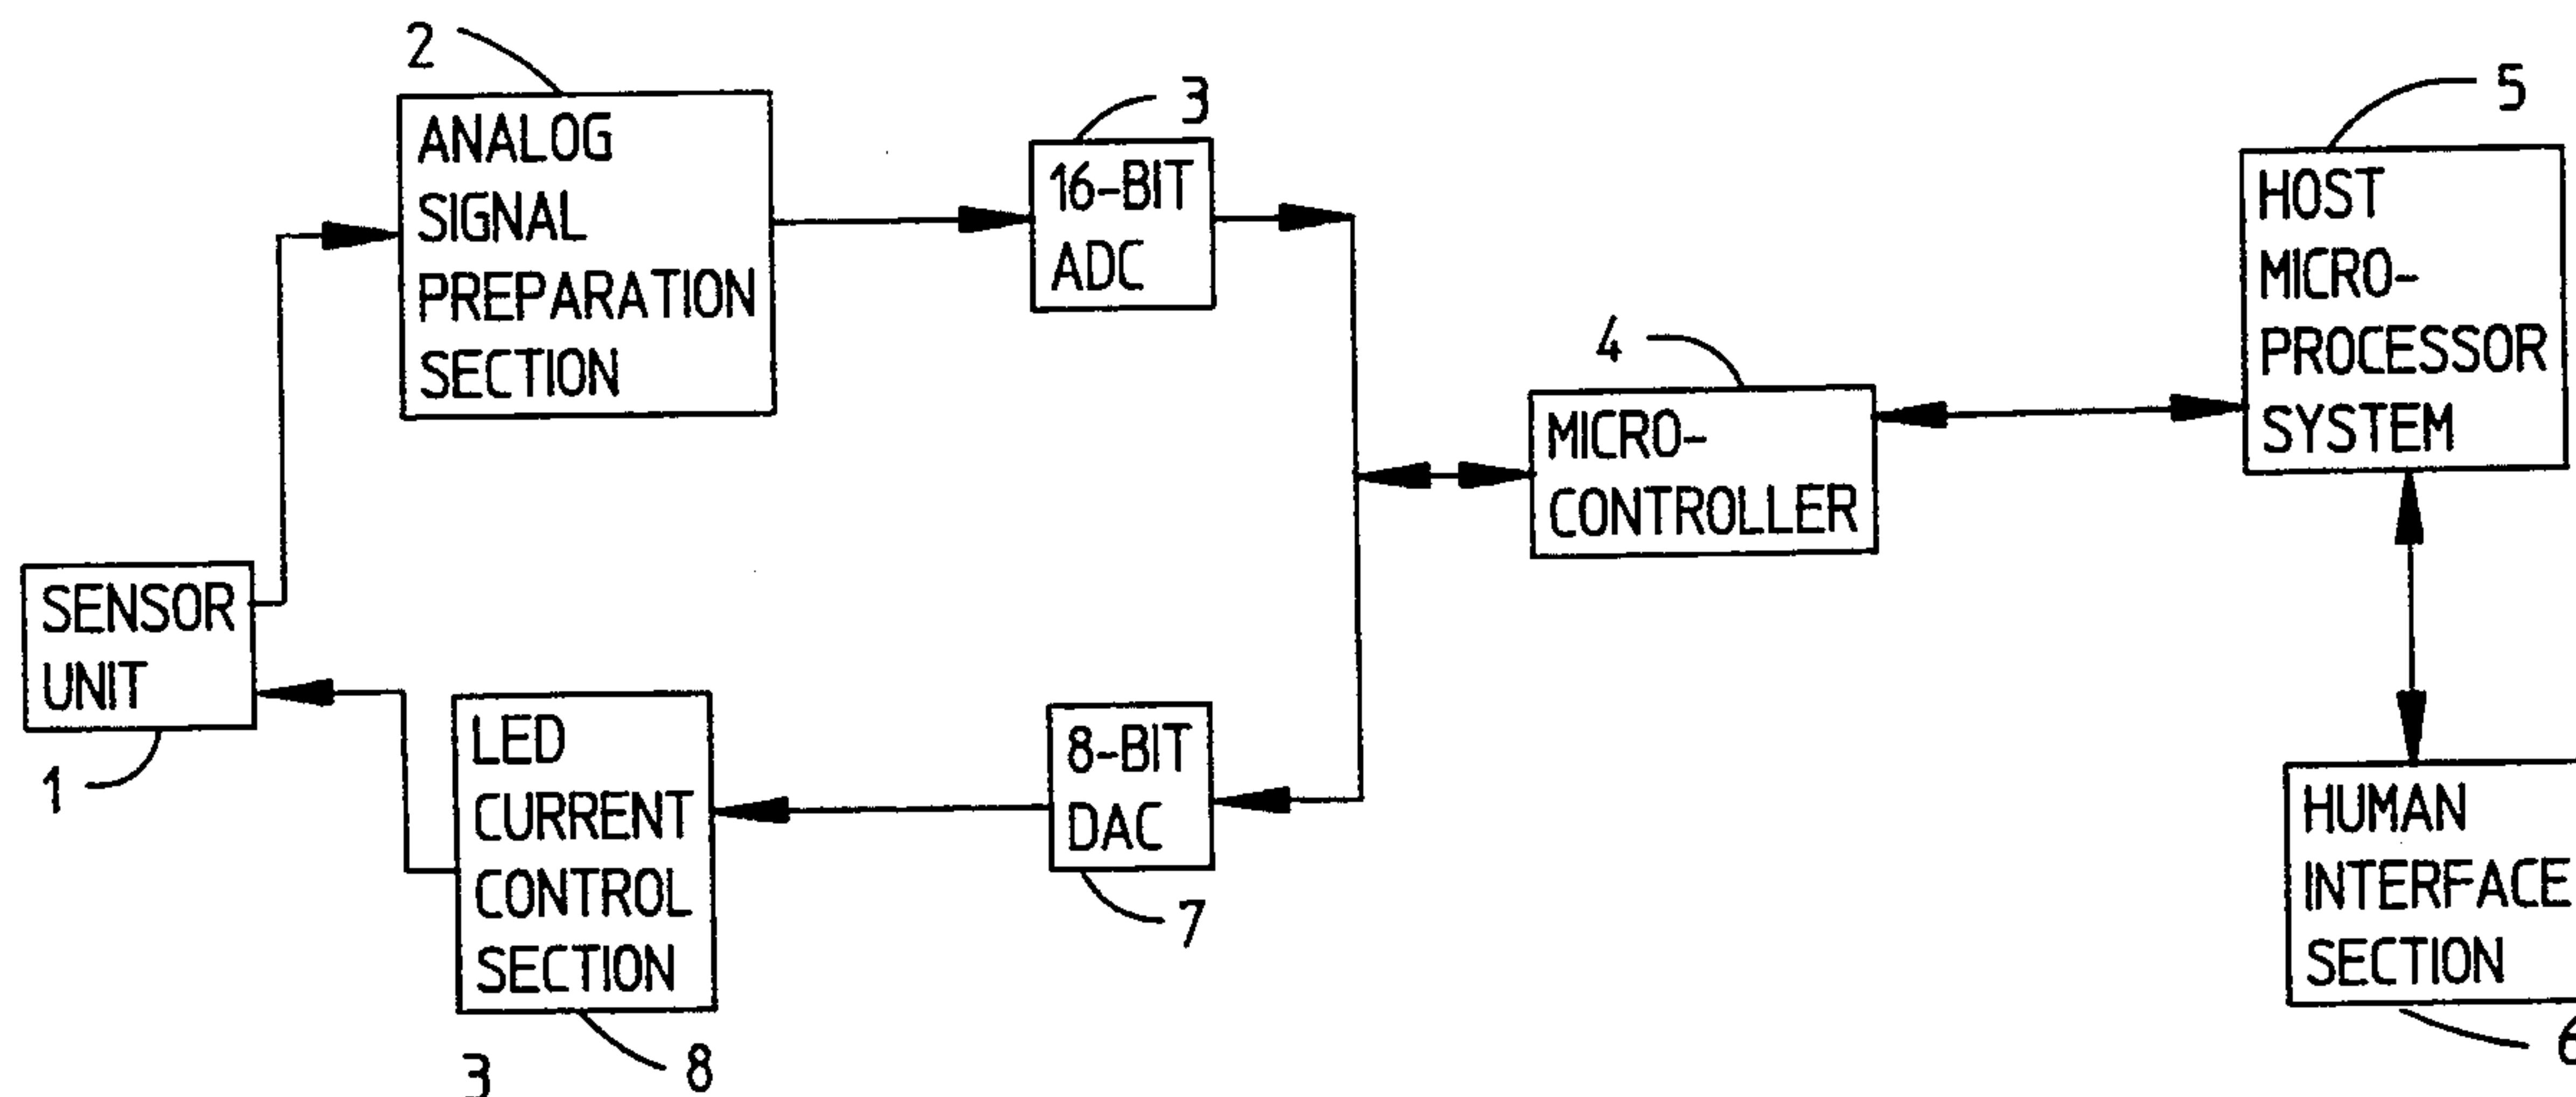 2
ANALOG
SIGNAL
PREPARATION
SECTION
3
16-BIT
ADC
4
MICRO-
CONTROLLER
5
HOST
MICRO-
PROCESSOR
SYSTEM
SENSOR
UNIT
1
LED
CURRENT
CONTROL
SECTION
8
8-BIT
DAC
7
HUMAN
INTERFACE
SECTION
6
3